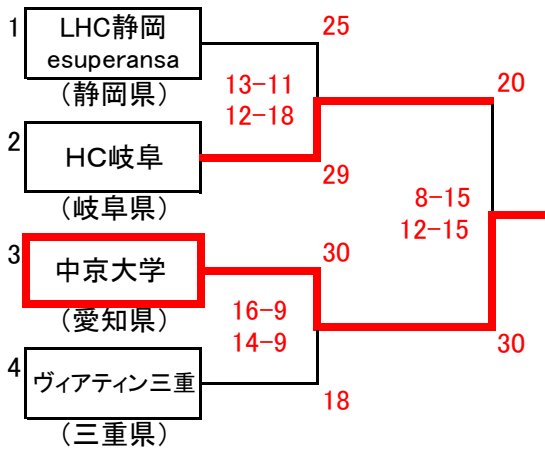 1
LHC静岡
esuperansa
(静岡県)
25
13-11
12-18
20
2
HC岐阜
(岐阜県)
29
8-15
12-15
3
中京大学
(愛知県)
30
16-9
14-9
30
4
ヴィアティン三重
(三重県)
18